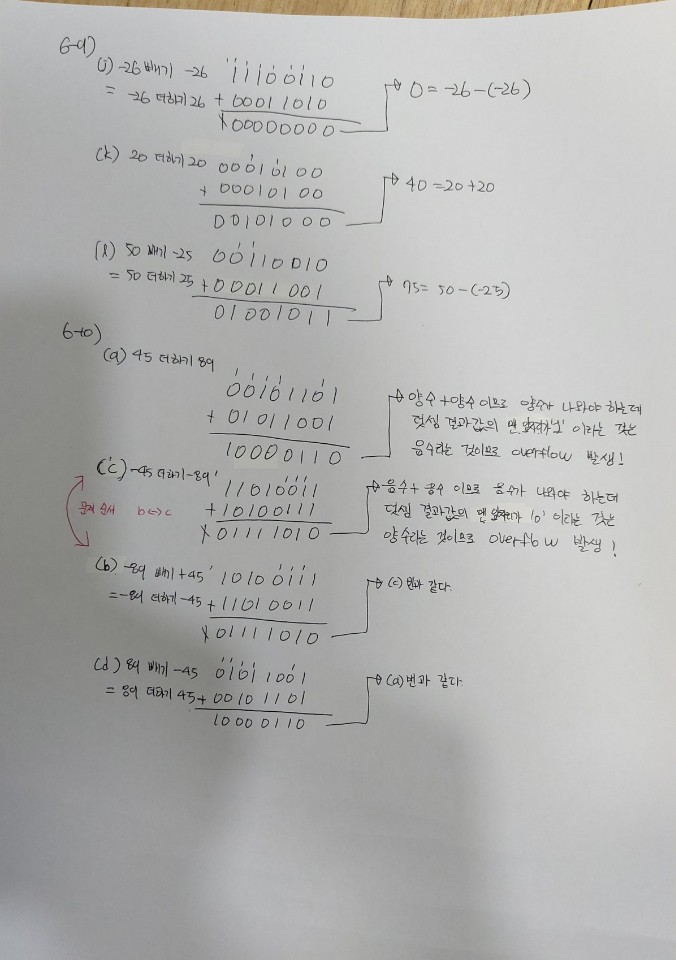 6-9)
(j) -26 빼기 -26 11100110
= -26 더하기 26 + 00011010
X00000000 → 0 = -26-(-26)
(k) 20 더하기 20 00010100
+ 00010100
00101000 → 40 = 20+20
(l) 50 빼기 -25 00110010
= 50 더하기 25 + 00011001
01001011 → 75 = 50-(-25)
6-10)
(a) 45 더하기 89
00101101
+ 01011001
10000110
→ 양수+양수 이므로 양수가 나와야 하는데
덧셈 결과값의 맨 왼자리가 '1' 이라는 것은
음수라는 것이므로 overflow 발생!
(c) -45 더하기 -89
11010011
+ 10100111
X01111010
→ 음수+음수 이므로 음수가 나와야 하는데
덧셈 결과값의 맨 왼자리가 '0' 이라는 것은
양수라는 것이므로 overflow 발생!
문제 순서 b↔c
(b) -89 빼기 +45 10100111
= -89 더하기 -45 + 11010011
X01111010
→ (c)번과 같다.
(d) 89 빼기 -45 01011001
= 89 더하기 45 + 00101101
10000110
→ (a)번과 같다.